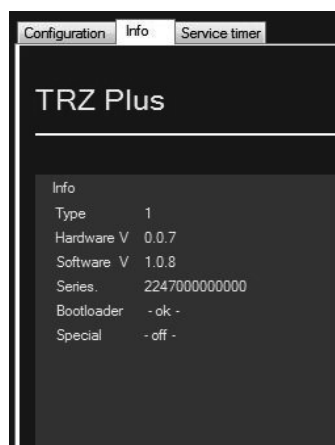 Configuration Info Service timer
TRZ Plus
Info
Type 1
Hardware V 0.0.7
Software V 1.0.8
Series. 2247000000000
Bootloader - ok -
Special - off -